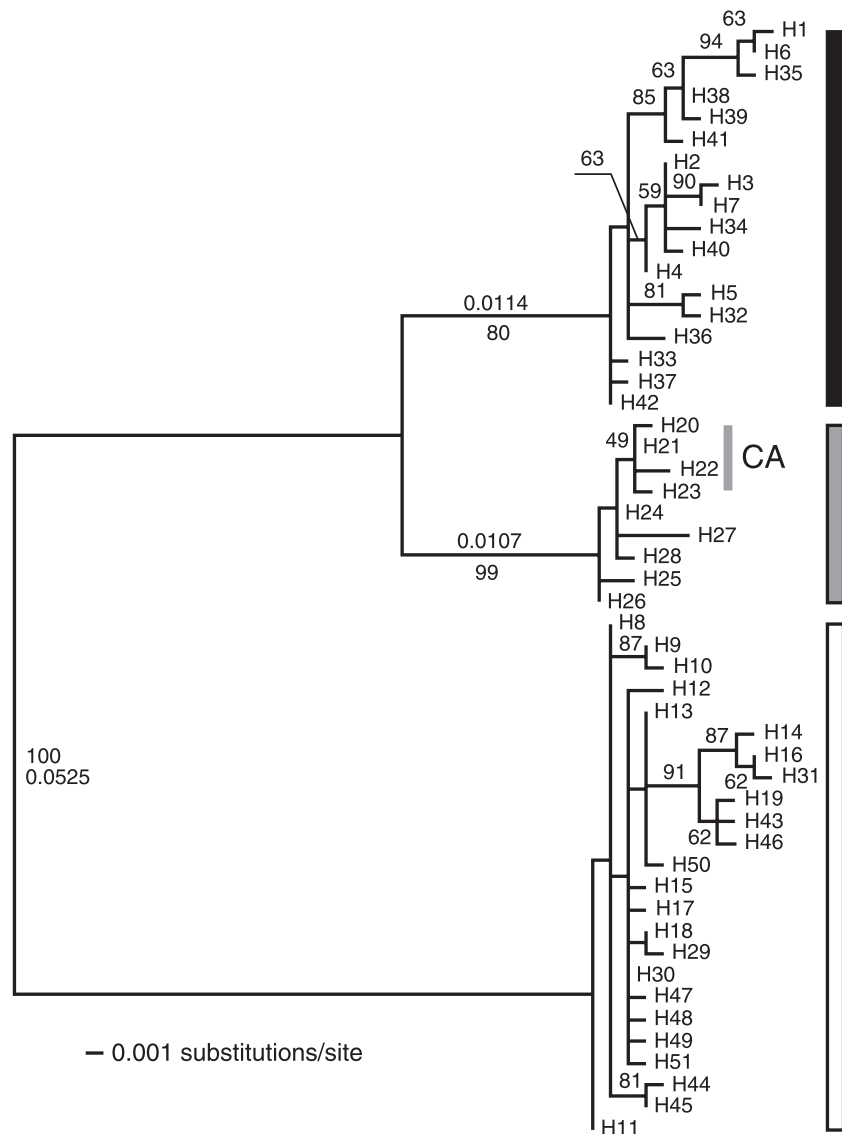 63
H1
94
H6
H35
63
H38
85
H39
H41
63
H2
90
H3
59
H7
H34
H40
H4
81
H5
0.0114
H32
80
H36
H33
H37
H42
H20
49
H21
CA
H22
H23
H24
0.0107
H27
H28
99
H25
H26
H8
87
H9
H10
H12
H13
87
H14
100
H16
0.0525
91
H31
62
H19
H43
62
H46
H50
H15
H17
H18
H29
H30
H47
H48
0.001 substitutions/site
H49
H51
81
H44
H45
H11